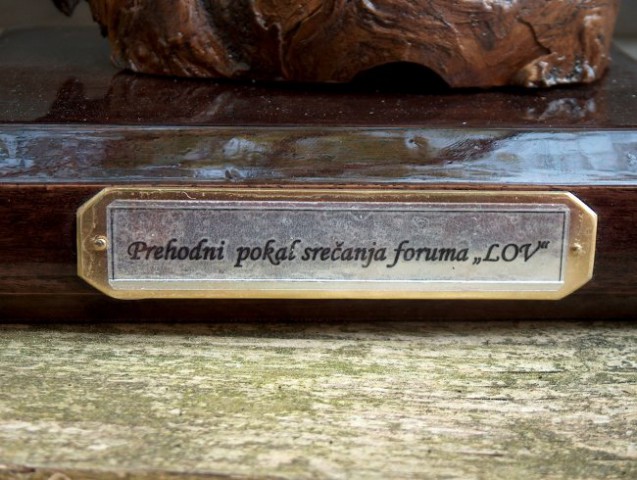 Prehodni pokal srečanja foruma „LOV“